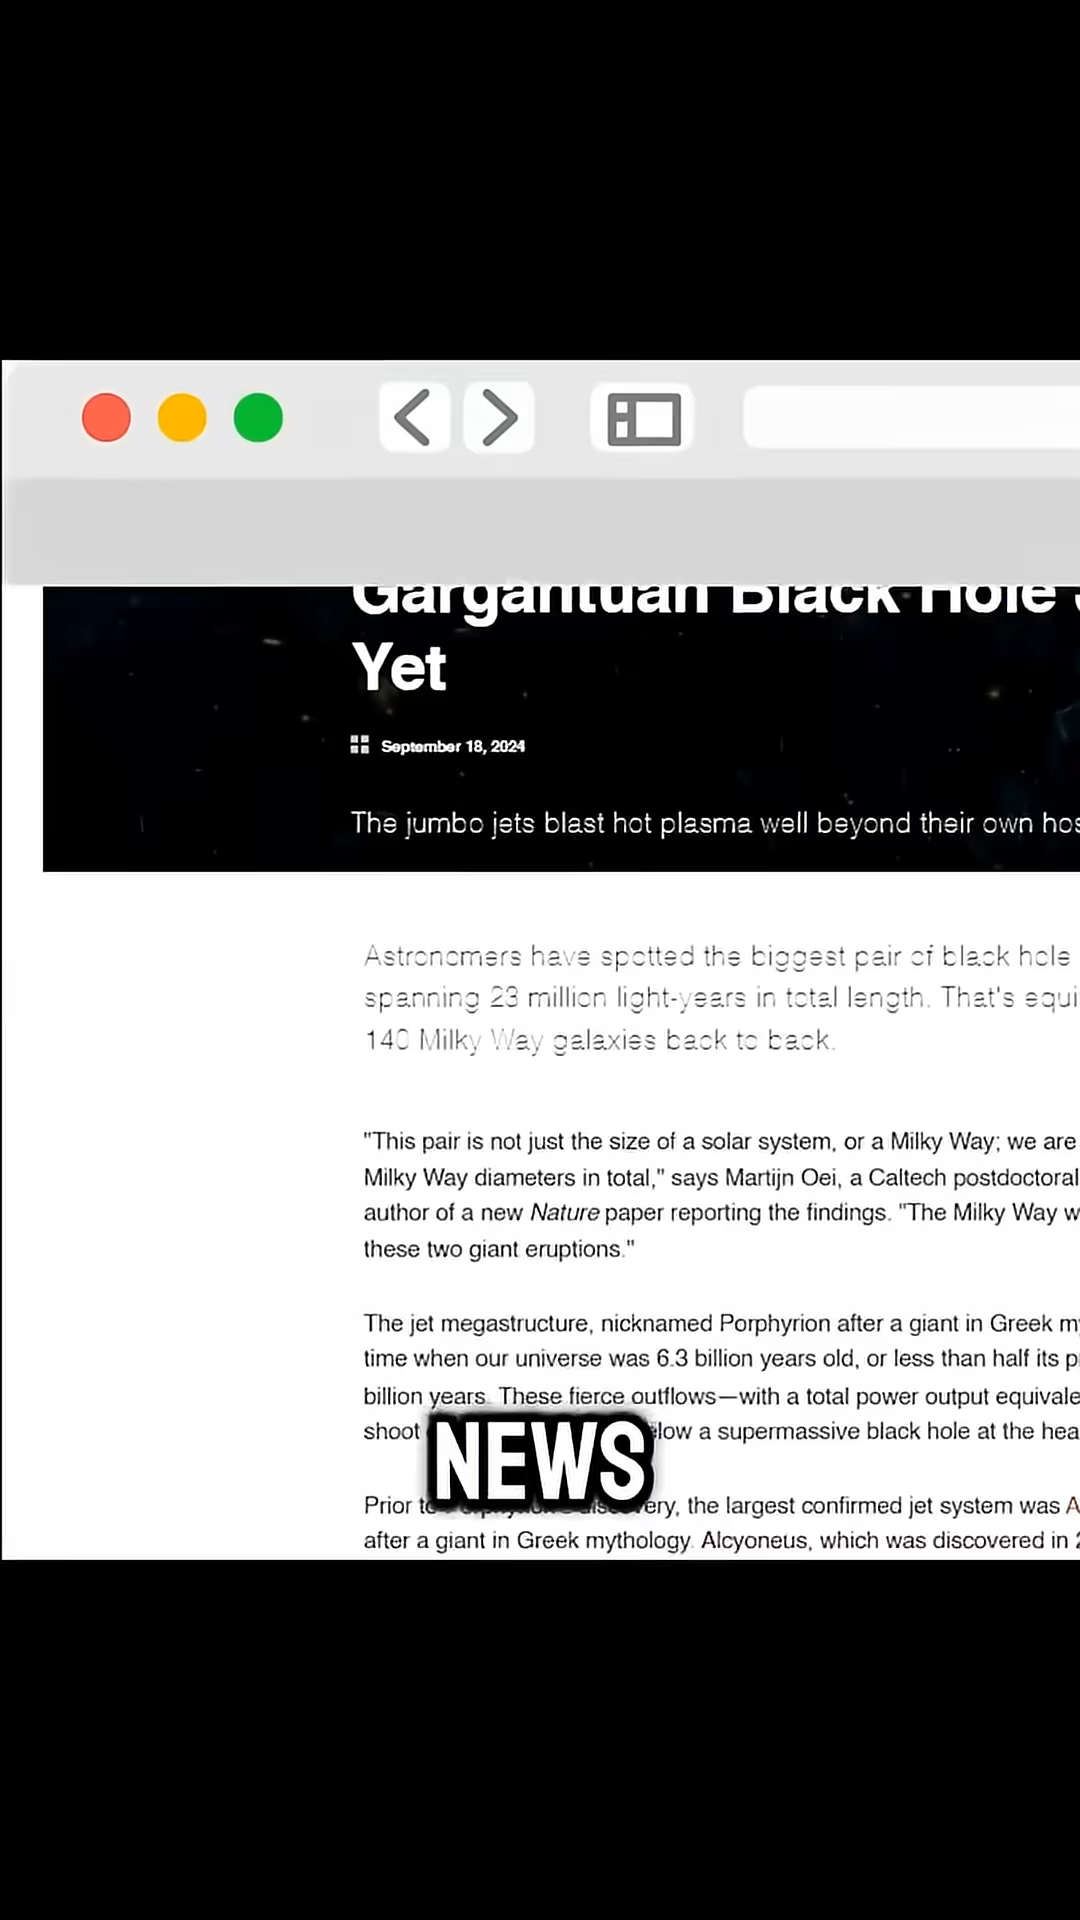 Gargantuan Black Hole
Yet
September 18, 2024
The jumbo jets blast hot plasma well beyond their own hos
Astronomers have spotted the biggest pair of black hole
spanning 23 million light-years in total length. That's equi
140 Milky Way galaxies back to back.
"This pair is not just the size of a solar system, or a Milky Way; we are
Milky Way diameters in total," says Martijn Oei, a Caltech postdoctoral
author of a new Nature paper reporting the findings. "The Milky Way w
these two giant eruptions."
The jet megastructure, nicknamed Porphyrion after a giant in Greek my
time when our universe was 6.3 billion years old, or less than half its p
billion years. These fierce outflows—with a total power output equivale
shoot low a supermassive black hole at the hea
NEWS
Prior ery, the largest confirmed jet system was A
after a giant in Greek mythology. Alcyoneus, which was discovered in 2